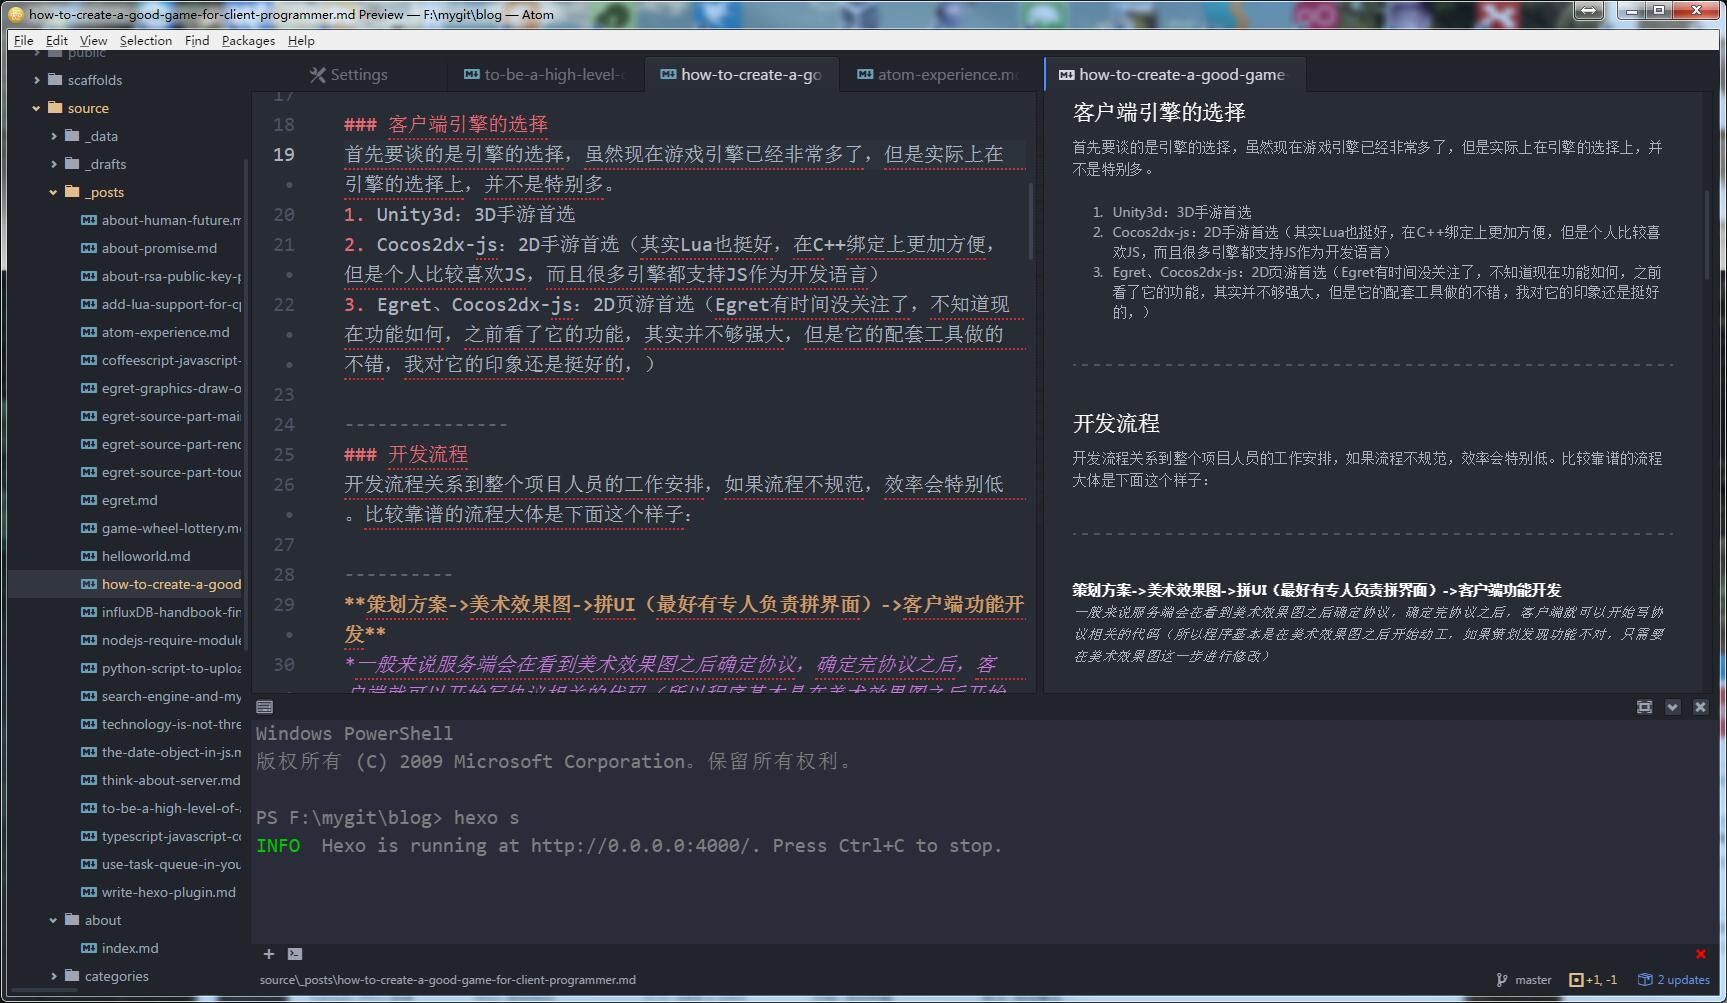 how-to-create-a-good-game-for-client-programmer.md Preview — F:\mygit\blog — Atom
File Edit View Selection Find Packages Help
public
scaffolds
source
_data
_drafts
_posts
about-human-future.m
about-promise.md
about-rsa-public-key-p
add-lua-support-for-cp
atom-experience.md
coffeescript-javascript-
egret-graphics-draw-o
egret-source-part-mai
egret-source-part-ren
egret-source-part-touc
egret.md
game-wheel-lottery.m
helloworld.md
how-to-create-a-good
influxDB-handbook-fin
nodejs-require-module
python-script-to-uploa
search-engine-and-my
technology-is-not-thre
the-date-object-in-js.m
think-about-server.md
to-be-a-high-level-of-
typescript-javascript-co
use-task-queue-in-you
write-hexo-plugin.md
about
index.md
categories
Settings
to-be-a-high-level-
how-to-create-a-go
atom-experience.m
17
18 ### 客户端引擎的选择
19 首先要谈的是引擎的选择，虽然现在游戏引擎已经非常多了，但是实际上在
引擎的选择上，并不是特别多。
20 1. Unity3d：3D手游首选
21 2. Cocos2dx-js：2D手游首选（其实Lua也挺好，在C++绑定上更加方便，
但是个人比较喜欢JS，而且很多引擎都支持JS作为开发语言）
22 3. Egret、Cocos2dx-js：2D页游首选（Egret有时间没关注了，不知道现
在功能如何，之前看了它的功能，其实并不够强大，但是它的配套工具做的
不错，我对它的印象还是挺好的，）
23
24 ---------------
25 ### 开发流程
26 开发流程关系到整个项目人员的工作安排，如果流程不规范，效率会特别低
。比较靠谱的流程大体是下面这个样子：
27
28 ----------
29 **策划方案->美术效果图->拼UI（最好有专人负责拼界面）->客户端功能开
发**
30 *一般来说服务端会在看到美术效果图之后确定协议，确定完协议之后，客
户端就可以开始写协议相关的代码（所以程序基本是在美术效果图之后开始
how-to-create-a-good-game-
客户端引擎的选择
首先要谈的是引擎的选择，虽然现在游戏引擎已经非常多了，但是实际上在引擎的选择上，并
不是特别多。
1. Unity3d：3D手游首选
2. Cocos2dx-js：2D手游首选（其实Lua也挺好，在C++绑定上更加方便，但是个人比较喜
欢JS，而且很多引擎都支持JS作为开发语言）
3. Egret、Cocos2dx-js：2D页游首选（Egret有时间没关注了，不知道现在功能如何，之前
看了它的功能，其实并不够强大，但是它的配套工具做的不错，我对它的印象还是挺好
的，）
开发流程
开发流程关系到整个项目人员的工作安排，如果流程不规范，效率会特别低。比较靠谱的流程
大体是下面这个样子：
策划方案->美术效果图->拼UI（最好有专人负责拼界面）->客户端功能开发
一般来说服务端会在看到美术效果图之后确定协议，确定完协议之后，客户端就可以开始写协
议相关的代码（所以程序基本是在美术效果图之后开始动工，如果策划发现功能不对，只需要
在美术效果图这一步进行修改）
Windows PowerShell
版权所有 (C) 2009 Microsoft Corporation。保留所有权利。
PS F:\mygit\blog> hexo s
INFO  Hexo is running at http://0.0.0.0:4000/. Press Ctrl+C to stop.
source\_posts\how-to-create-a-good-game-for-client-programmer.md
master +1, -1 2 updates